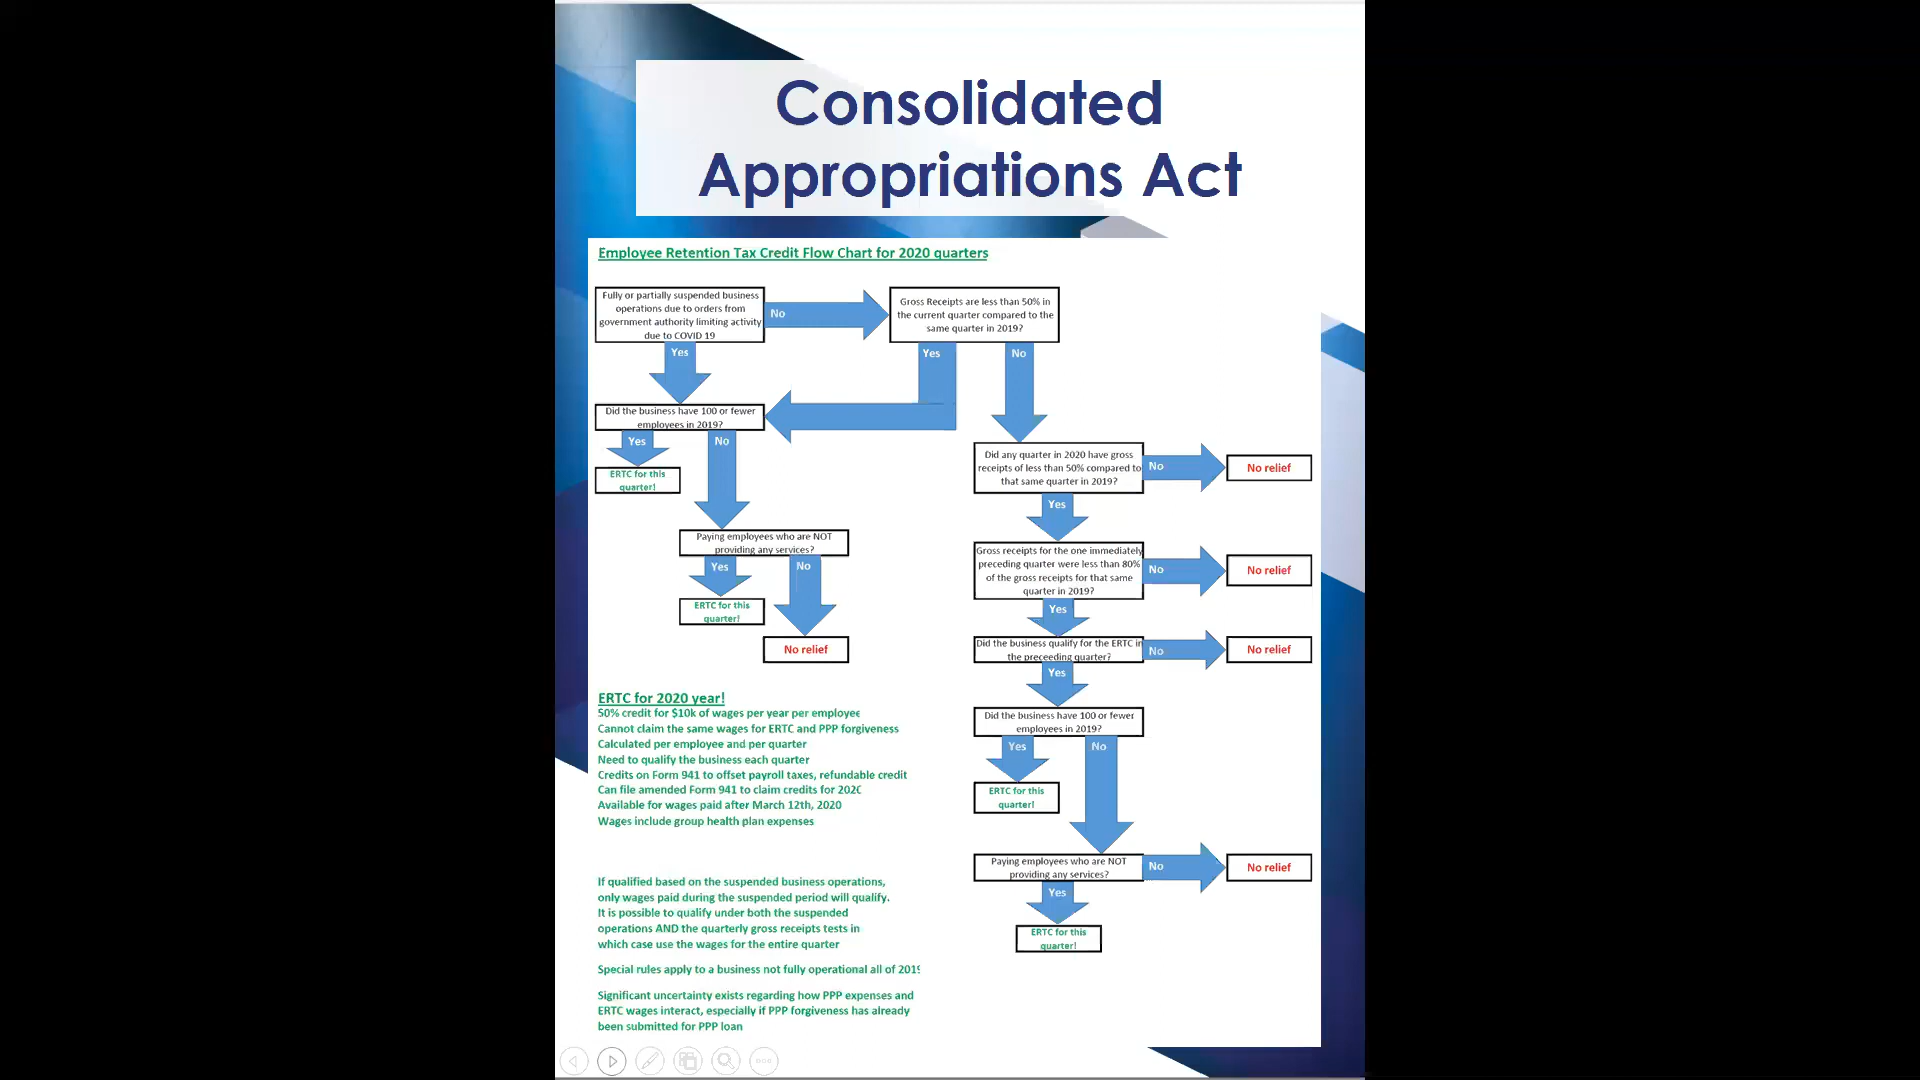 Consolidated
Appropriations Act
Employee Retention Tax Credit Flow Chart for 2020 quarters
Fully or partially suspended business
operations due to orders from
government authority limiting activity
due to COVID 19
No
Gross Receipts are less than 50% in
the current quarter compared to the
same quarter in 2019?
Yes
Yes
No
Did the business have 100 or fewer
employees in 2019?
Yes
No
ERTC for this
quarter!
Did any quarter in 2020 have gross
receipts of less than 50% compared to
that same quarter in 2019?
No
No relief
Yes
Paying employees who are NOT
providing any services?
Yes
No
ERTC for this
quarter!
No relief
Gross receipts for the one immediately
preceding quarter were less than 80%
of the gross receipts for that same
quarter in 2019?
No
No relief
Yes
Did the business qualify for the ERTC in
the preceeding quarter?
No
No relief
Yes
Did the business have 100 or fewer
employees in 2019?
Yes
No
ERTC for this
quarter!
Paying employees who are NOT
providing any services?
No
No relief
Yes
ERTC for this
quarter!
ERTC for 2020 year!
50% credit for $10k of wages per year per employee
Cannot claim the same wages for ERTC and PPP forgiveness
Calculated per employee and per quarter
Need to qualify the business each quarter
Credits on Form 941 to offset payroll taxes, refundable credit
Can file amended Form 941 to claim credits for 2020
Available for wages paid after March 12th, 2020
Wages include group health plan expenses
If qualified based on the suspended business operations,
only wages paid during the suspended period will qualify.
It is possible to qualify under both the suspended
operations AND the quarterly gross receipts tests in
which case use the wages for the entire quarter
Special rules apply to a business not fully operational all of 2019
Significant uncertainty exists regarding how PPP expenses and
ERTC wages interact, especially if PPP forgiveness has already
been submitted for PPP loan